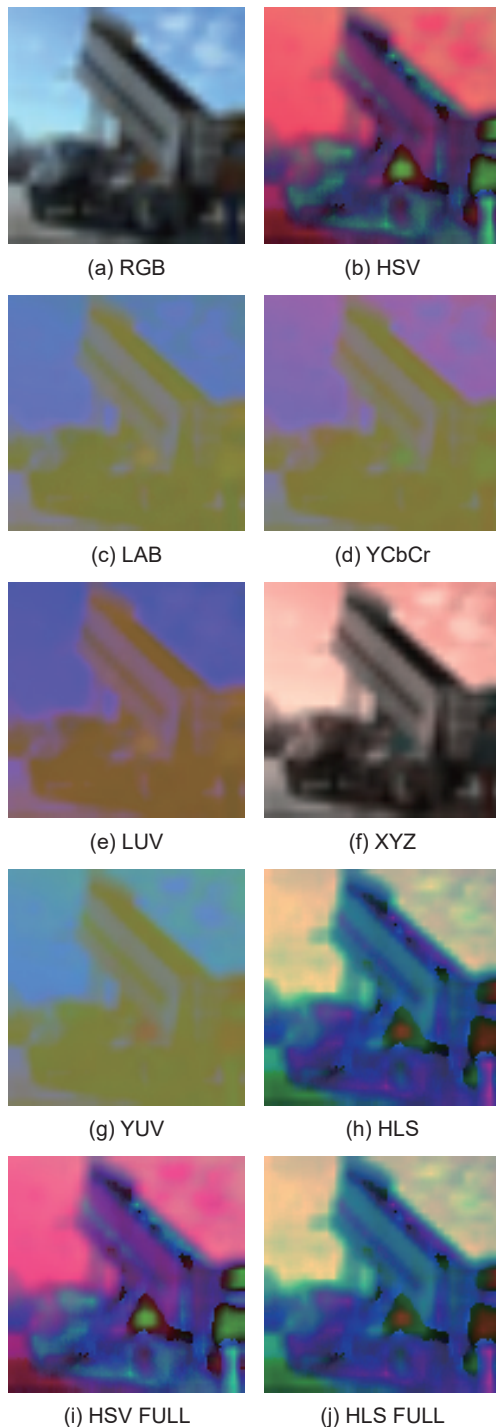 (a) RGB
(b) HSV
(c) LAB
(d) YCbCr
(e) LUV
(f) XYZ
(g) YUV
(h) HLS
(i) HSV FULL
(j) HLS FULL